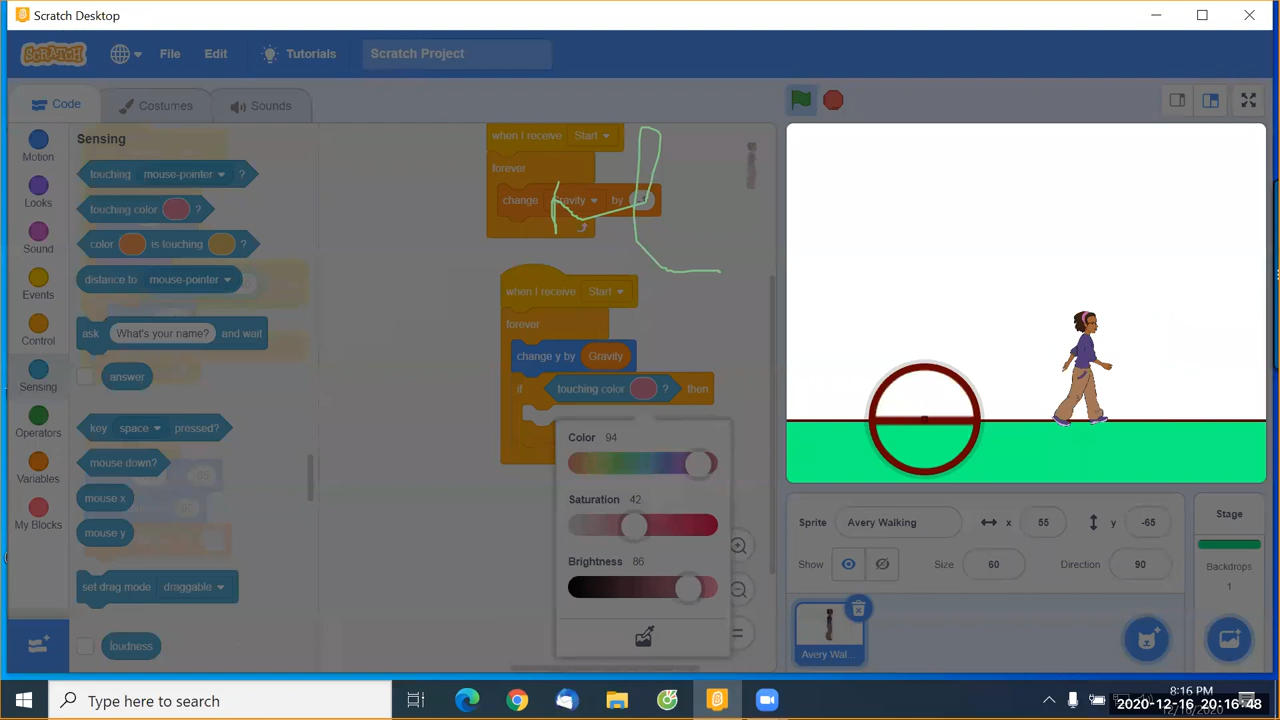 Scratch Desktop
SCRATCH File Edit Tutorials Scratch Project
Code Costumes Sounds
Motion
Looks
Sound
Events
Control
Sensing
Operators
Variables
My Blocks
Sensing
touching mouse-pointer ?
touching color ?
color is touching ?
distance to mouse-pointer
ask What's your name? and wait
answer
key space pressed?
mouse down?
mouse x
mouse y
set drag mode draggable
loudness
when I receive Start
forever
change by
when I receive Start
forever
change y by Gravity
if touching color ? then
Color 94
Saturation 42
Brightness 86
Sprite Avery Walking x 55 y -65
Show Size 60 Direction 90
Avery Wal...
Stage
Backdrops
1
Type here to search
8:16 PM
2020-12-16 20:16:48